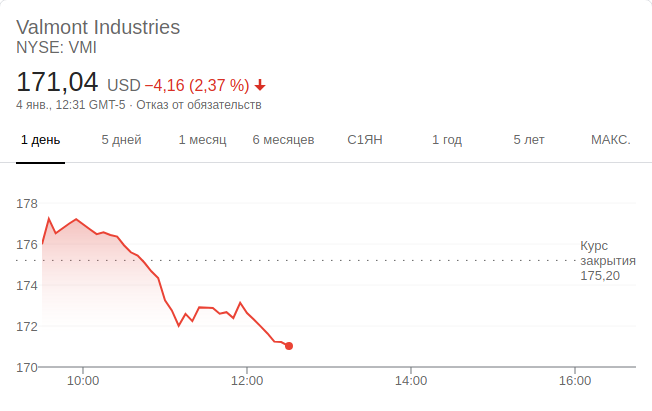 Valmont Industries
NYSE: VMI
171,04 USD −4,16 (2,37 %)
4 янв., 12:31 GMT-5 · Отказ от обязательств
1 день 5 дней 1 месяц 6 месяцев С1ЯН 1 год 5 лет МАКС.
178
176
Курс
закрытия
175,20
174
172
170
10:00 12:00 14:00 16:00